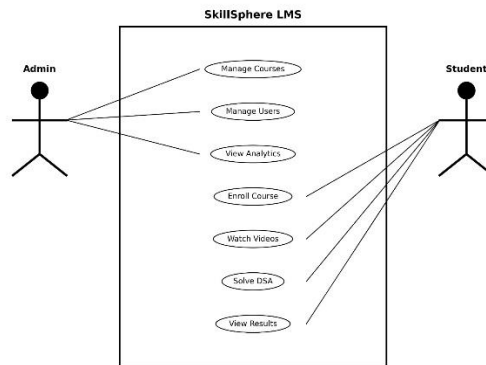 SkillSphere LMS
Admin
Student
Manage Courses
Manage Users
View Analytics
Enroll Course
Watch Videos
Solve DSA
View Results